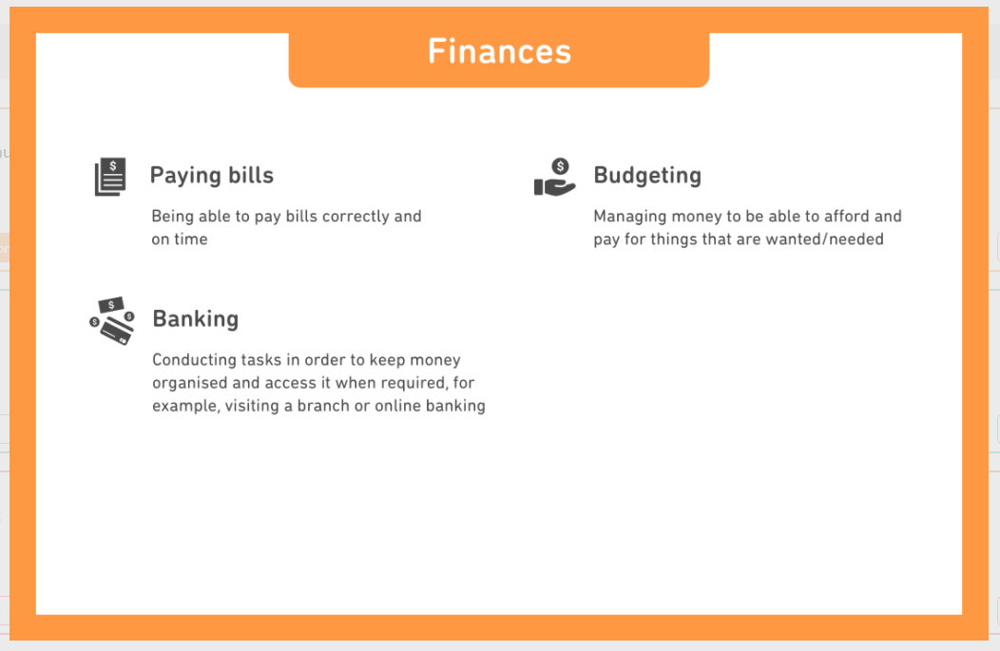 Finances
Paying bills
Being able to pay bills correctly and
on time
Budgeting
Managing money to be able to afford and
pay for things that are wanted/needed
Banking
Conducting tasks in order to keep money
organised and access it when required, for
example, visiting a branch or online banking